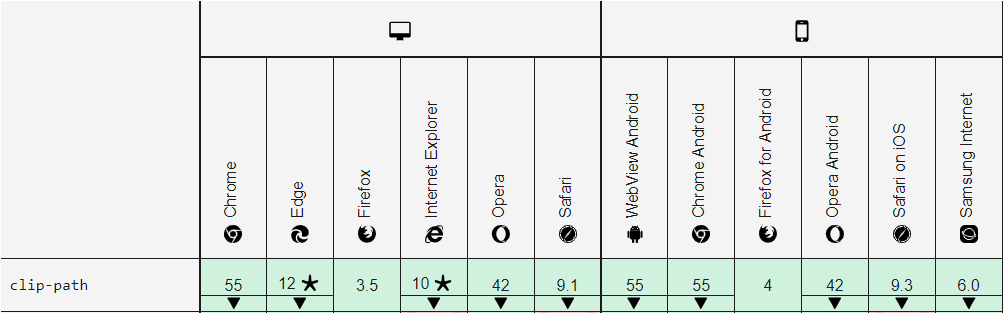 Chrome
Edge
Firefox
Internet Explorer
Opera
Safari
WebView Android
Chrome Android
Firefox for Android
Opera Android
Safari on iOS
Samsung Internet
clip-path 55 12 ★ 3.5 10 ★ 42 9.1 55 55 4 42 9.3 6.0